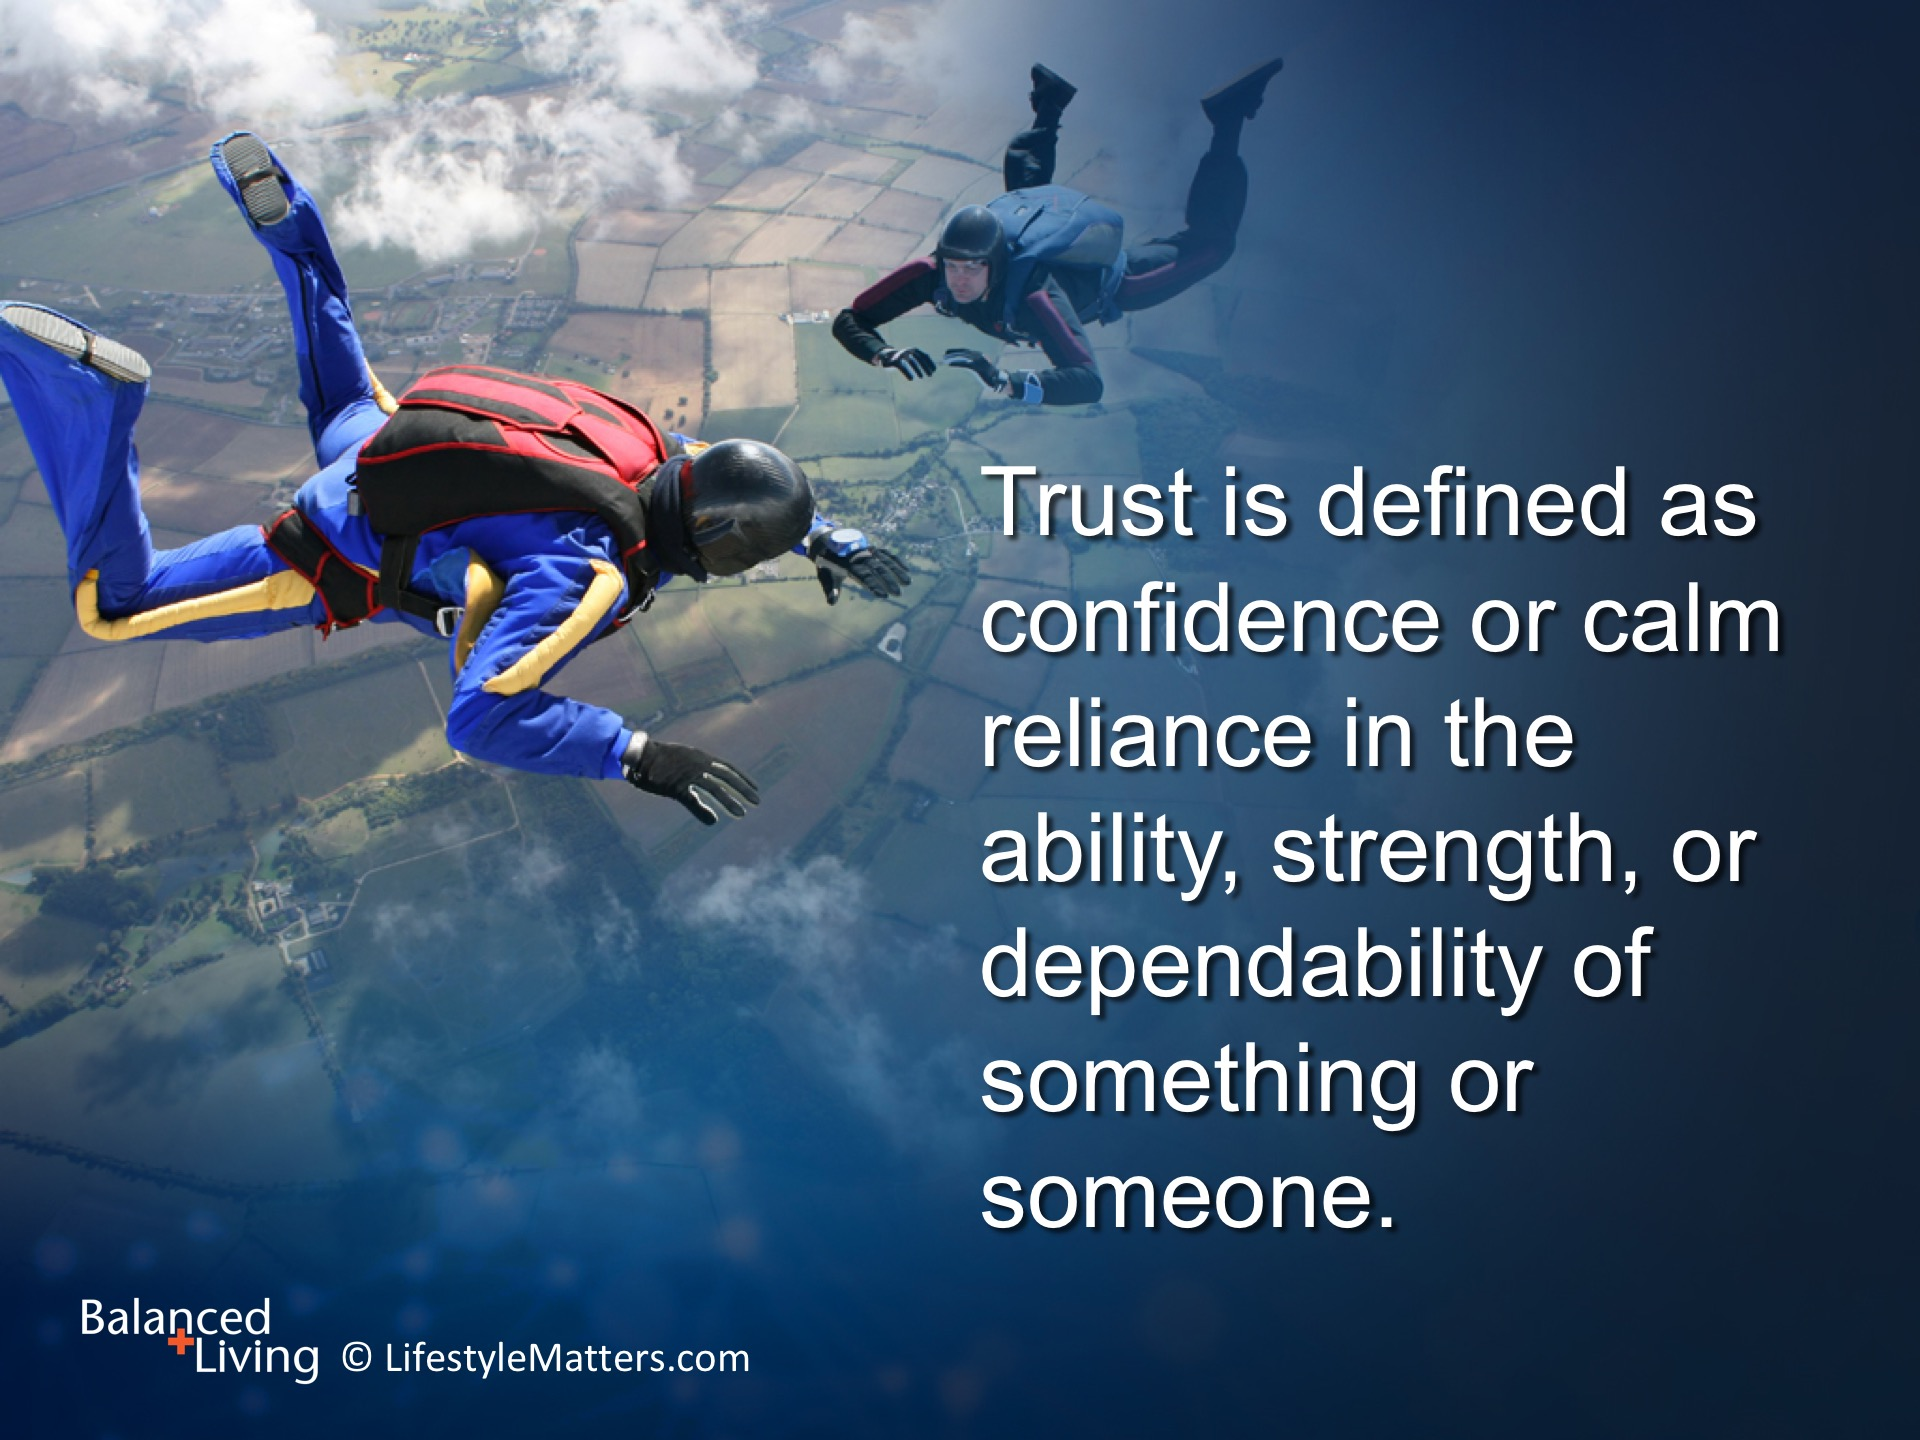 Trust is defined as
confidence or calm
reliance in the
ability, strength, or
dependability of
something or
someone.
Balanced
+Living © LifestyleMatters.com